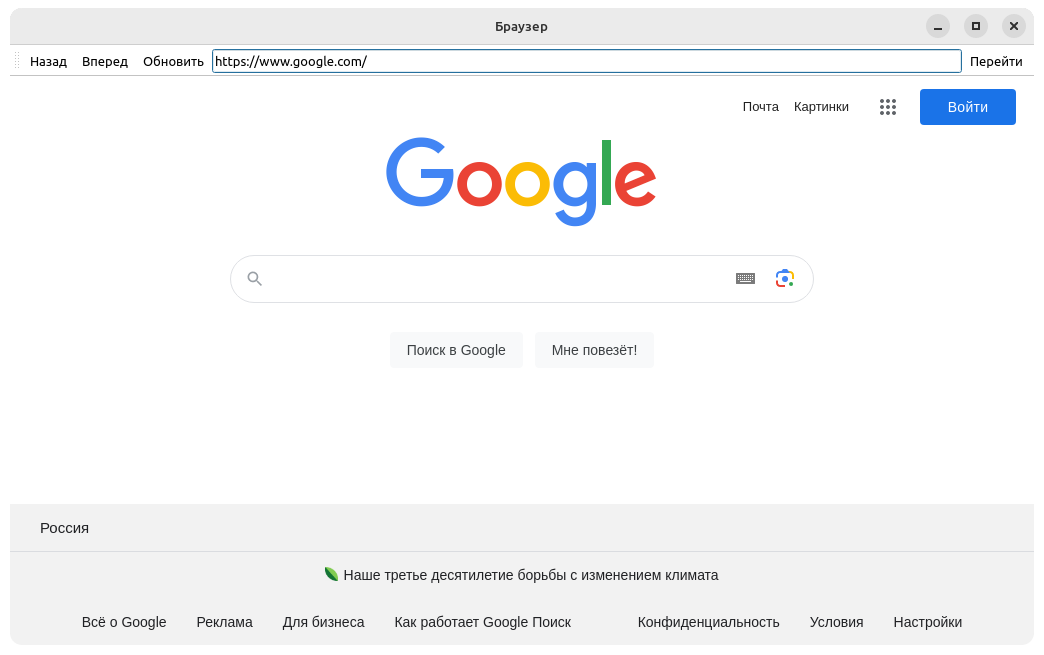 Браузер
Назад Вперед Обновить https://www.google.com/ Перейти
Почта Картинки Войти
Google
Поиск в Google Мне повезёт!
Россия
Наше третье десятилетие борьбы с изменением климата
Всё о Google Реклама Для бизнеса Как работает Google Поиск Конфиденциальность Условия Настройки